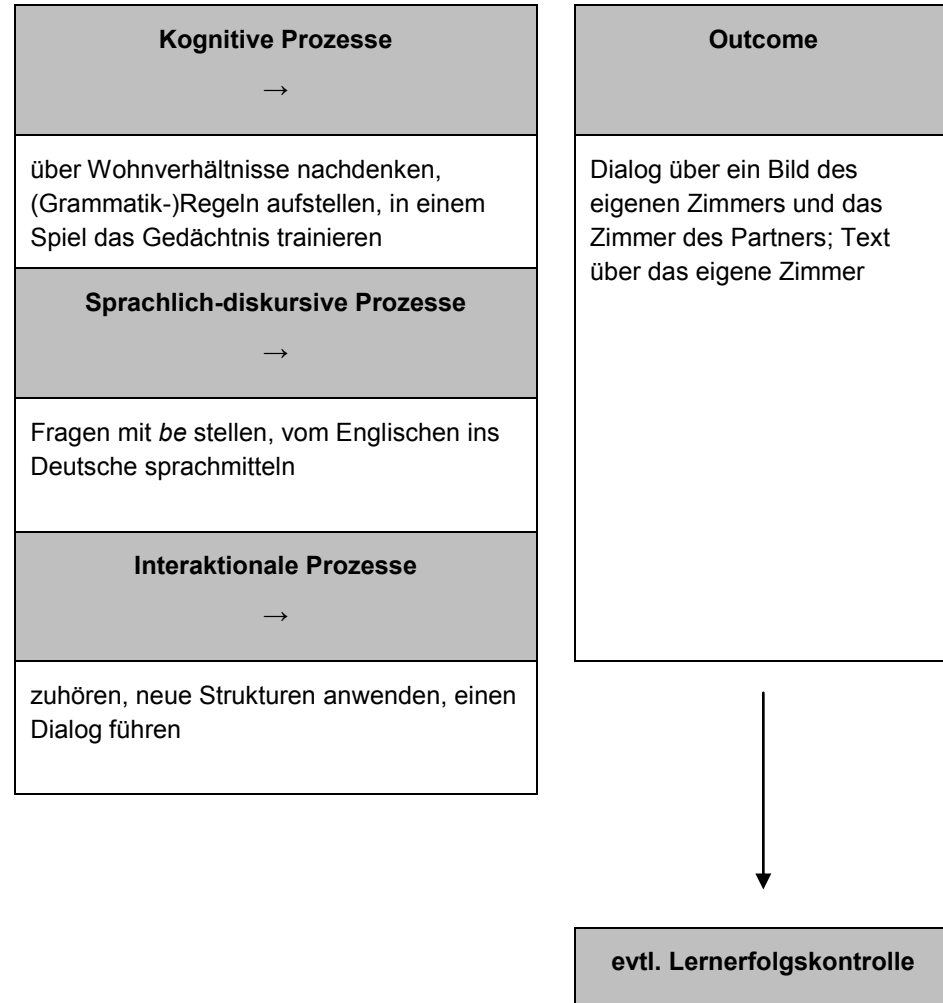 Kognitive Prozesse
→
über Wohnverhältnisse nachdenken,
(Grammatik-)Regeln aufstellen, in einem
Spiel das Gedächtnis trainieren
Sprachlich-diskursive Prozesse
→
Fragen mit be stellen, vom Englischen ins
Deutsche sprachmitteln
Interaktionale Prozesse
→
zuhören, neue Strukturen anwenden, einen
Dialog führen
Outcome
Dialog über ein Bild des
eigenen Zimmers und das
Zimmer des Partners; Text
über das eigene Zimmer
evtl. Lernerfolgskontrolle